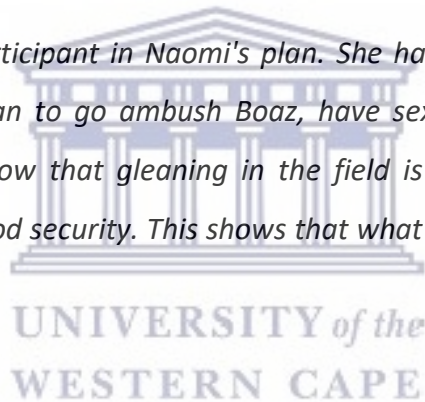 rticipant in Naomi's plan. She ha
an to go ambush Boaz, have sex
ow that gleaning in the field is
od security. This shows that what
UNIVERSITY of the
WESTERN CAPE